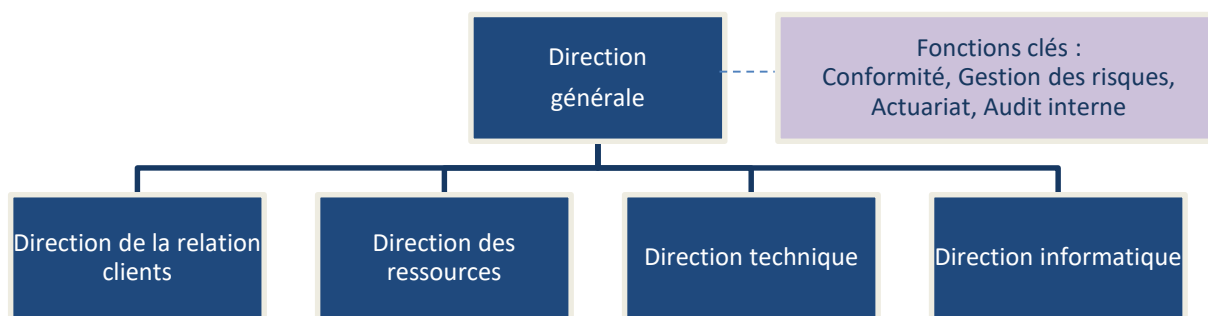 Direction
générale
Fonctions clés :
Conformité, Gestion des risques,
Actuariat, Audit interne
Direction de la relation
clients
Direction des
ressources
Direction technique
Direction informatique